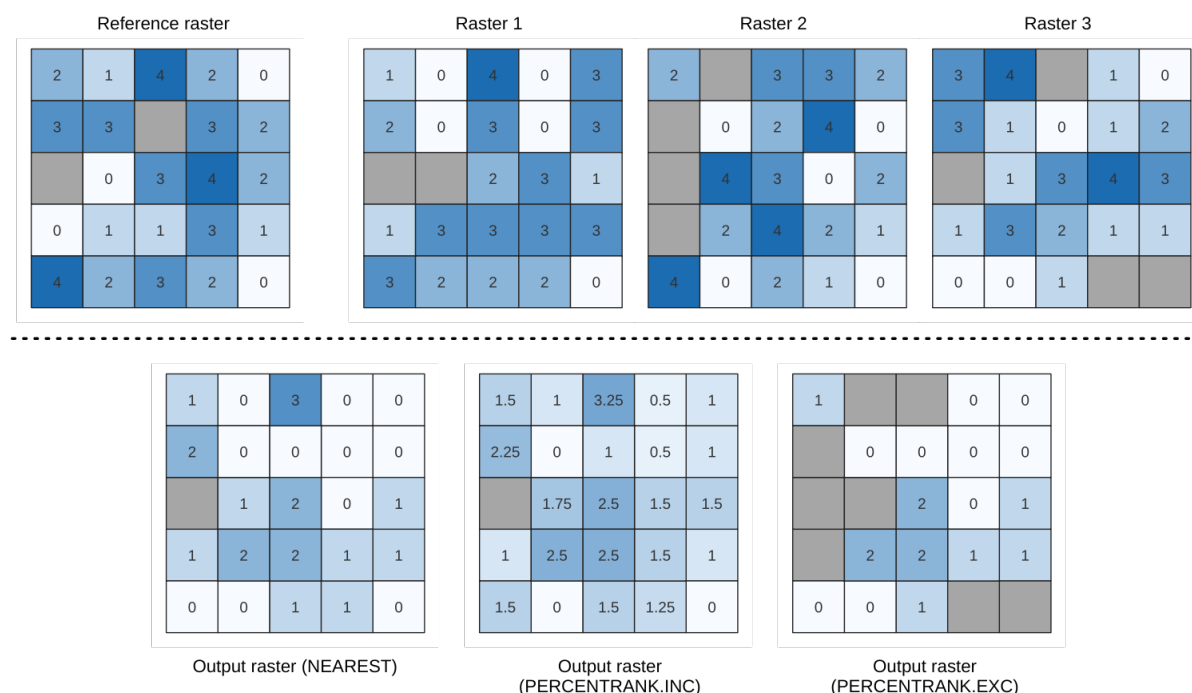 Reference raster Raster 1 Raster 2 Raster 3
2 1 4 2 0 1 0 4 0 3 2 3 3 2 3 4 1 0
3 3 3 2 2 0 3 0 3 0 2 4 0 3 1 0 1 2
0 3 4 2 2 3 1 4 3 0 2 1 3 4 3
0 1 1 3 1 1 3 3 3 3 2 4 2 1 1 3 2 1 1
4 2 3 2 0 3 2 2 2 0 4 0 2 1 0 0 0 1
1 0 3 0 0 1.5 1 3.25 0.5 1 1 0 0
2 0 0 0 0 2.25 0 1 0.5 1 0 0 0 0
1 2 0 1 1.75 2.5 1.5 1.5 2 0 1
1 2 2 1 1 1 2.5 2.5 1.5 1 2 2 1 1
0 0 1 1 0 1.5 0 1.5 1.25 0 0 0 1
Output raster (NEAREST) Output raster Output raster
(PERCENTRANK.INC) (PERCENTRANK.EXC)